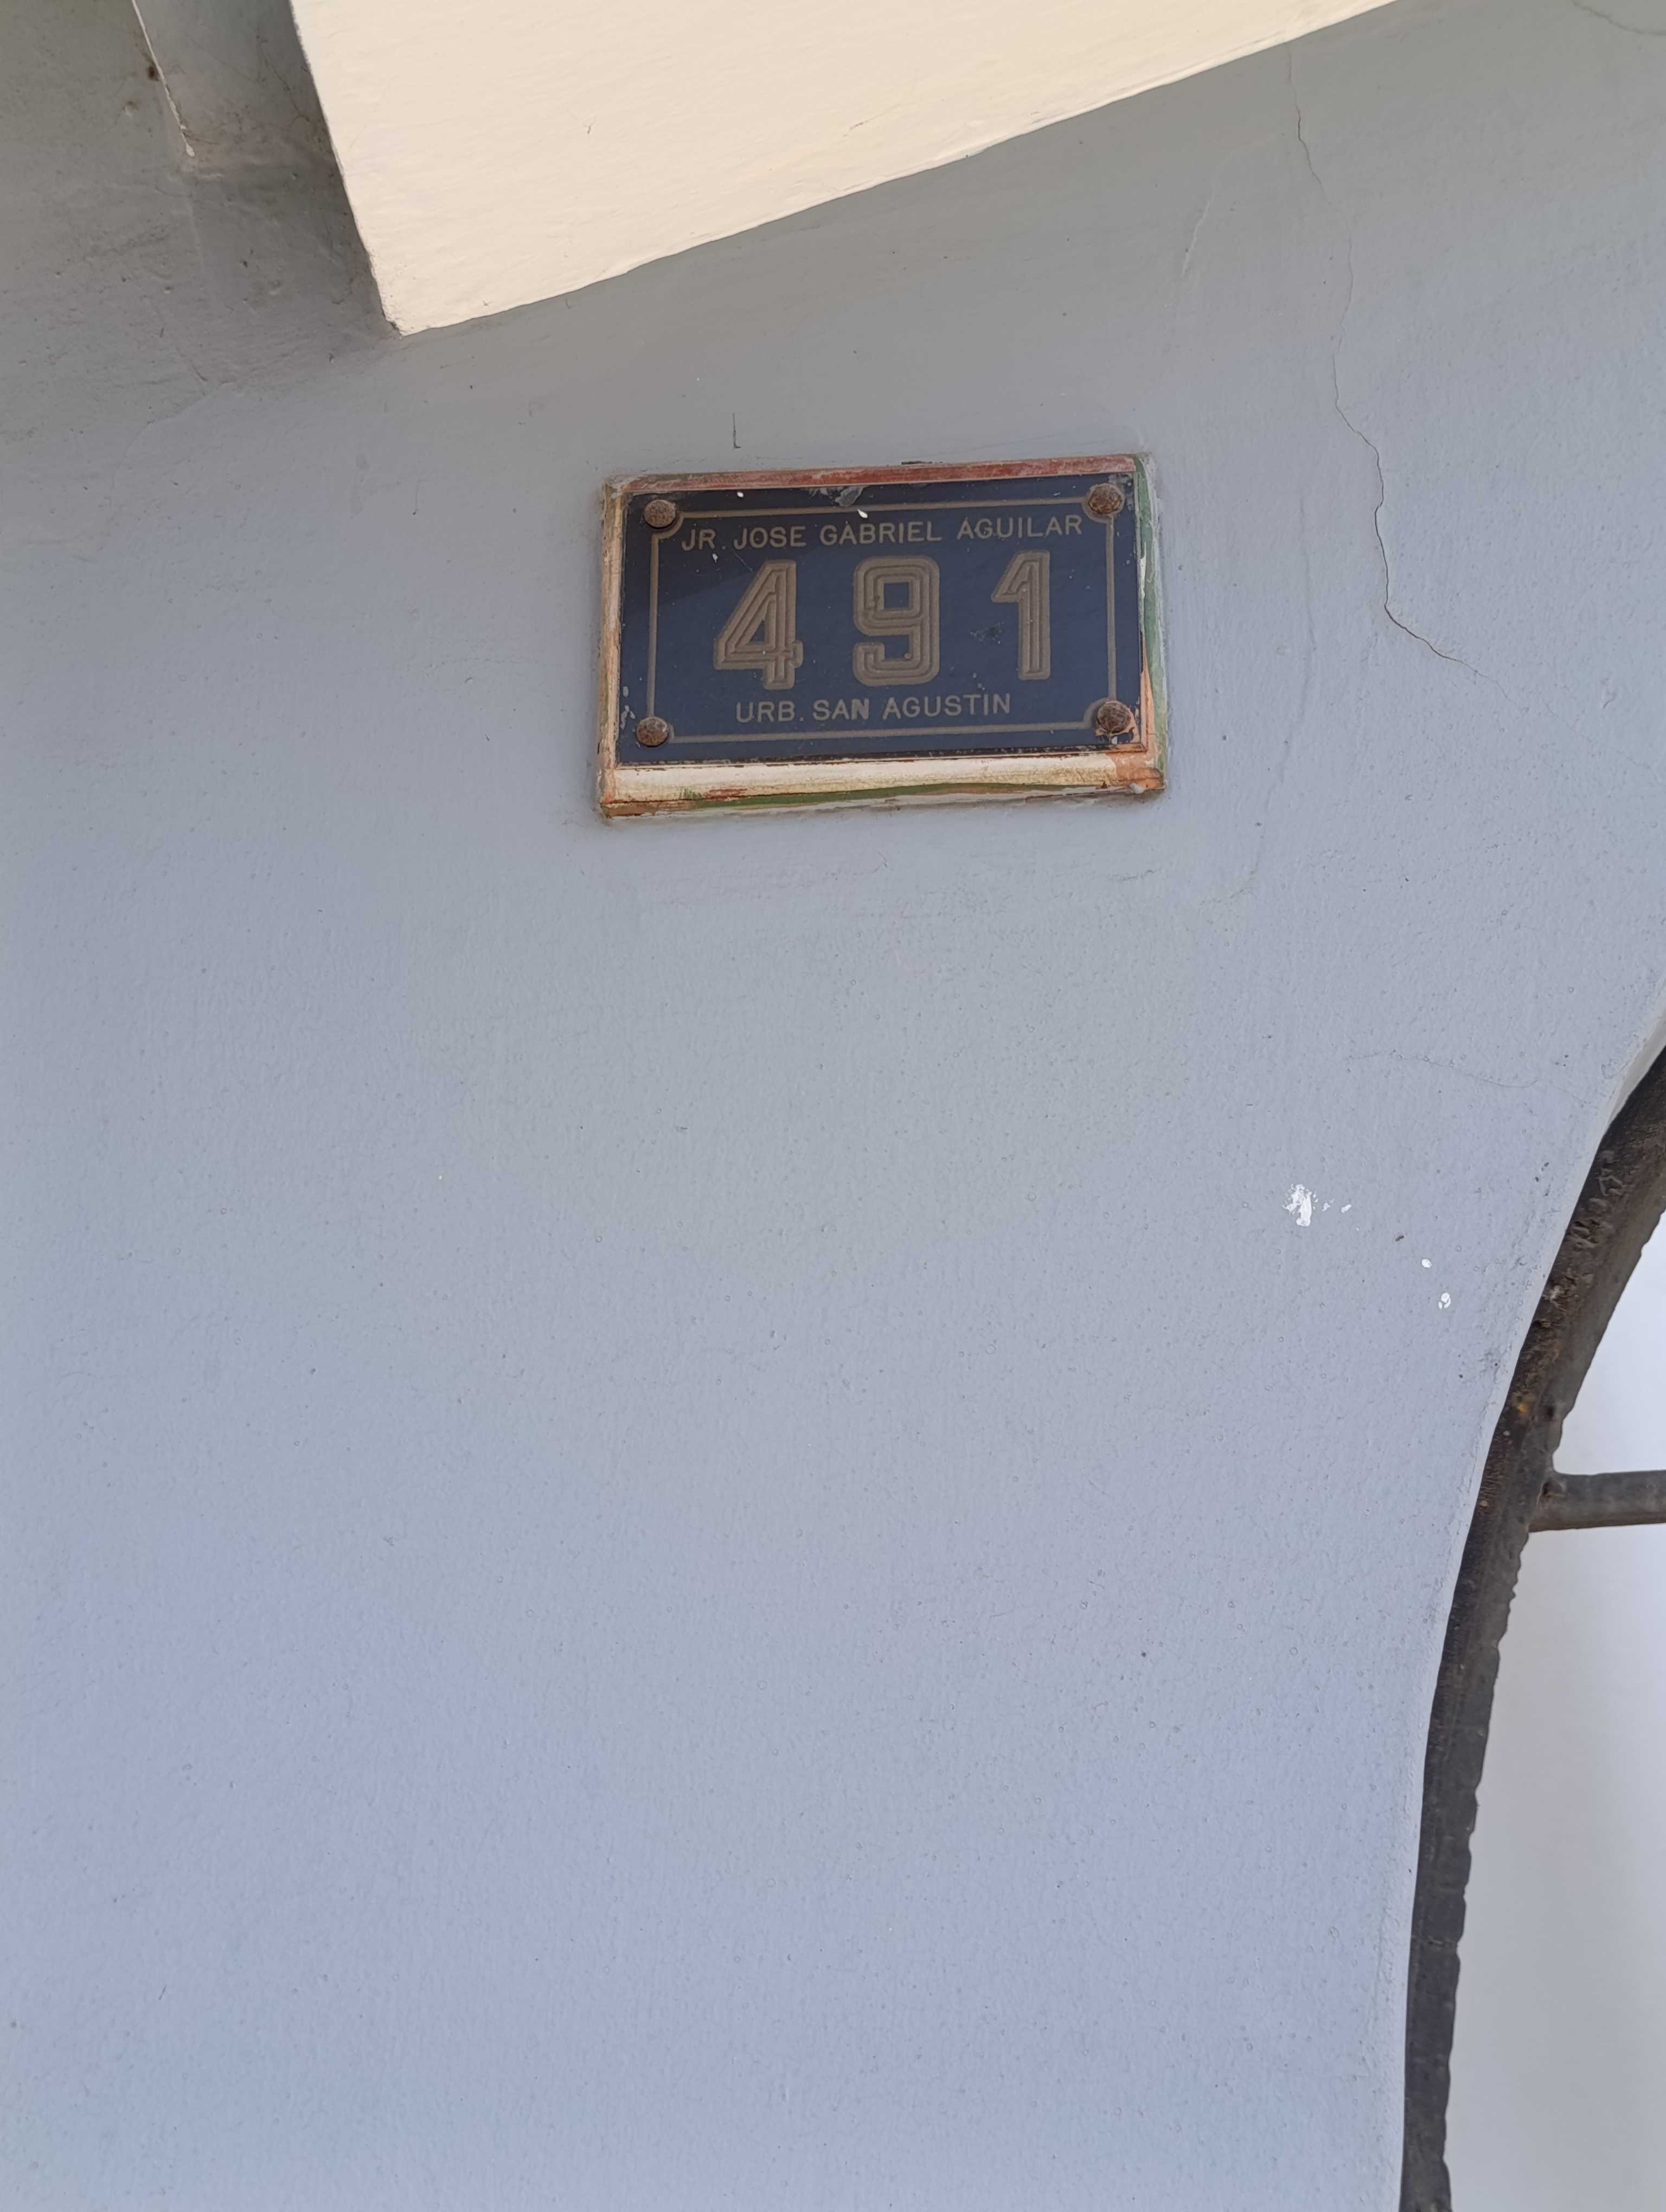 JR. JOSE GABRIEL AGUILAR
491
URB. SAN AGUSTIN